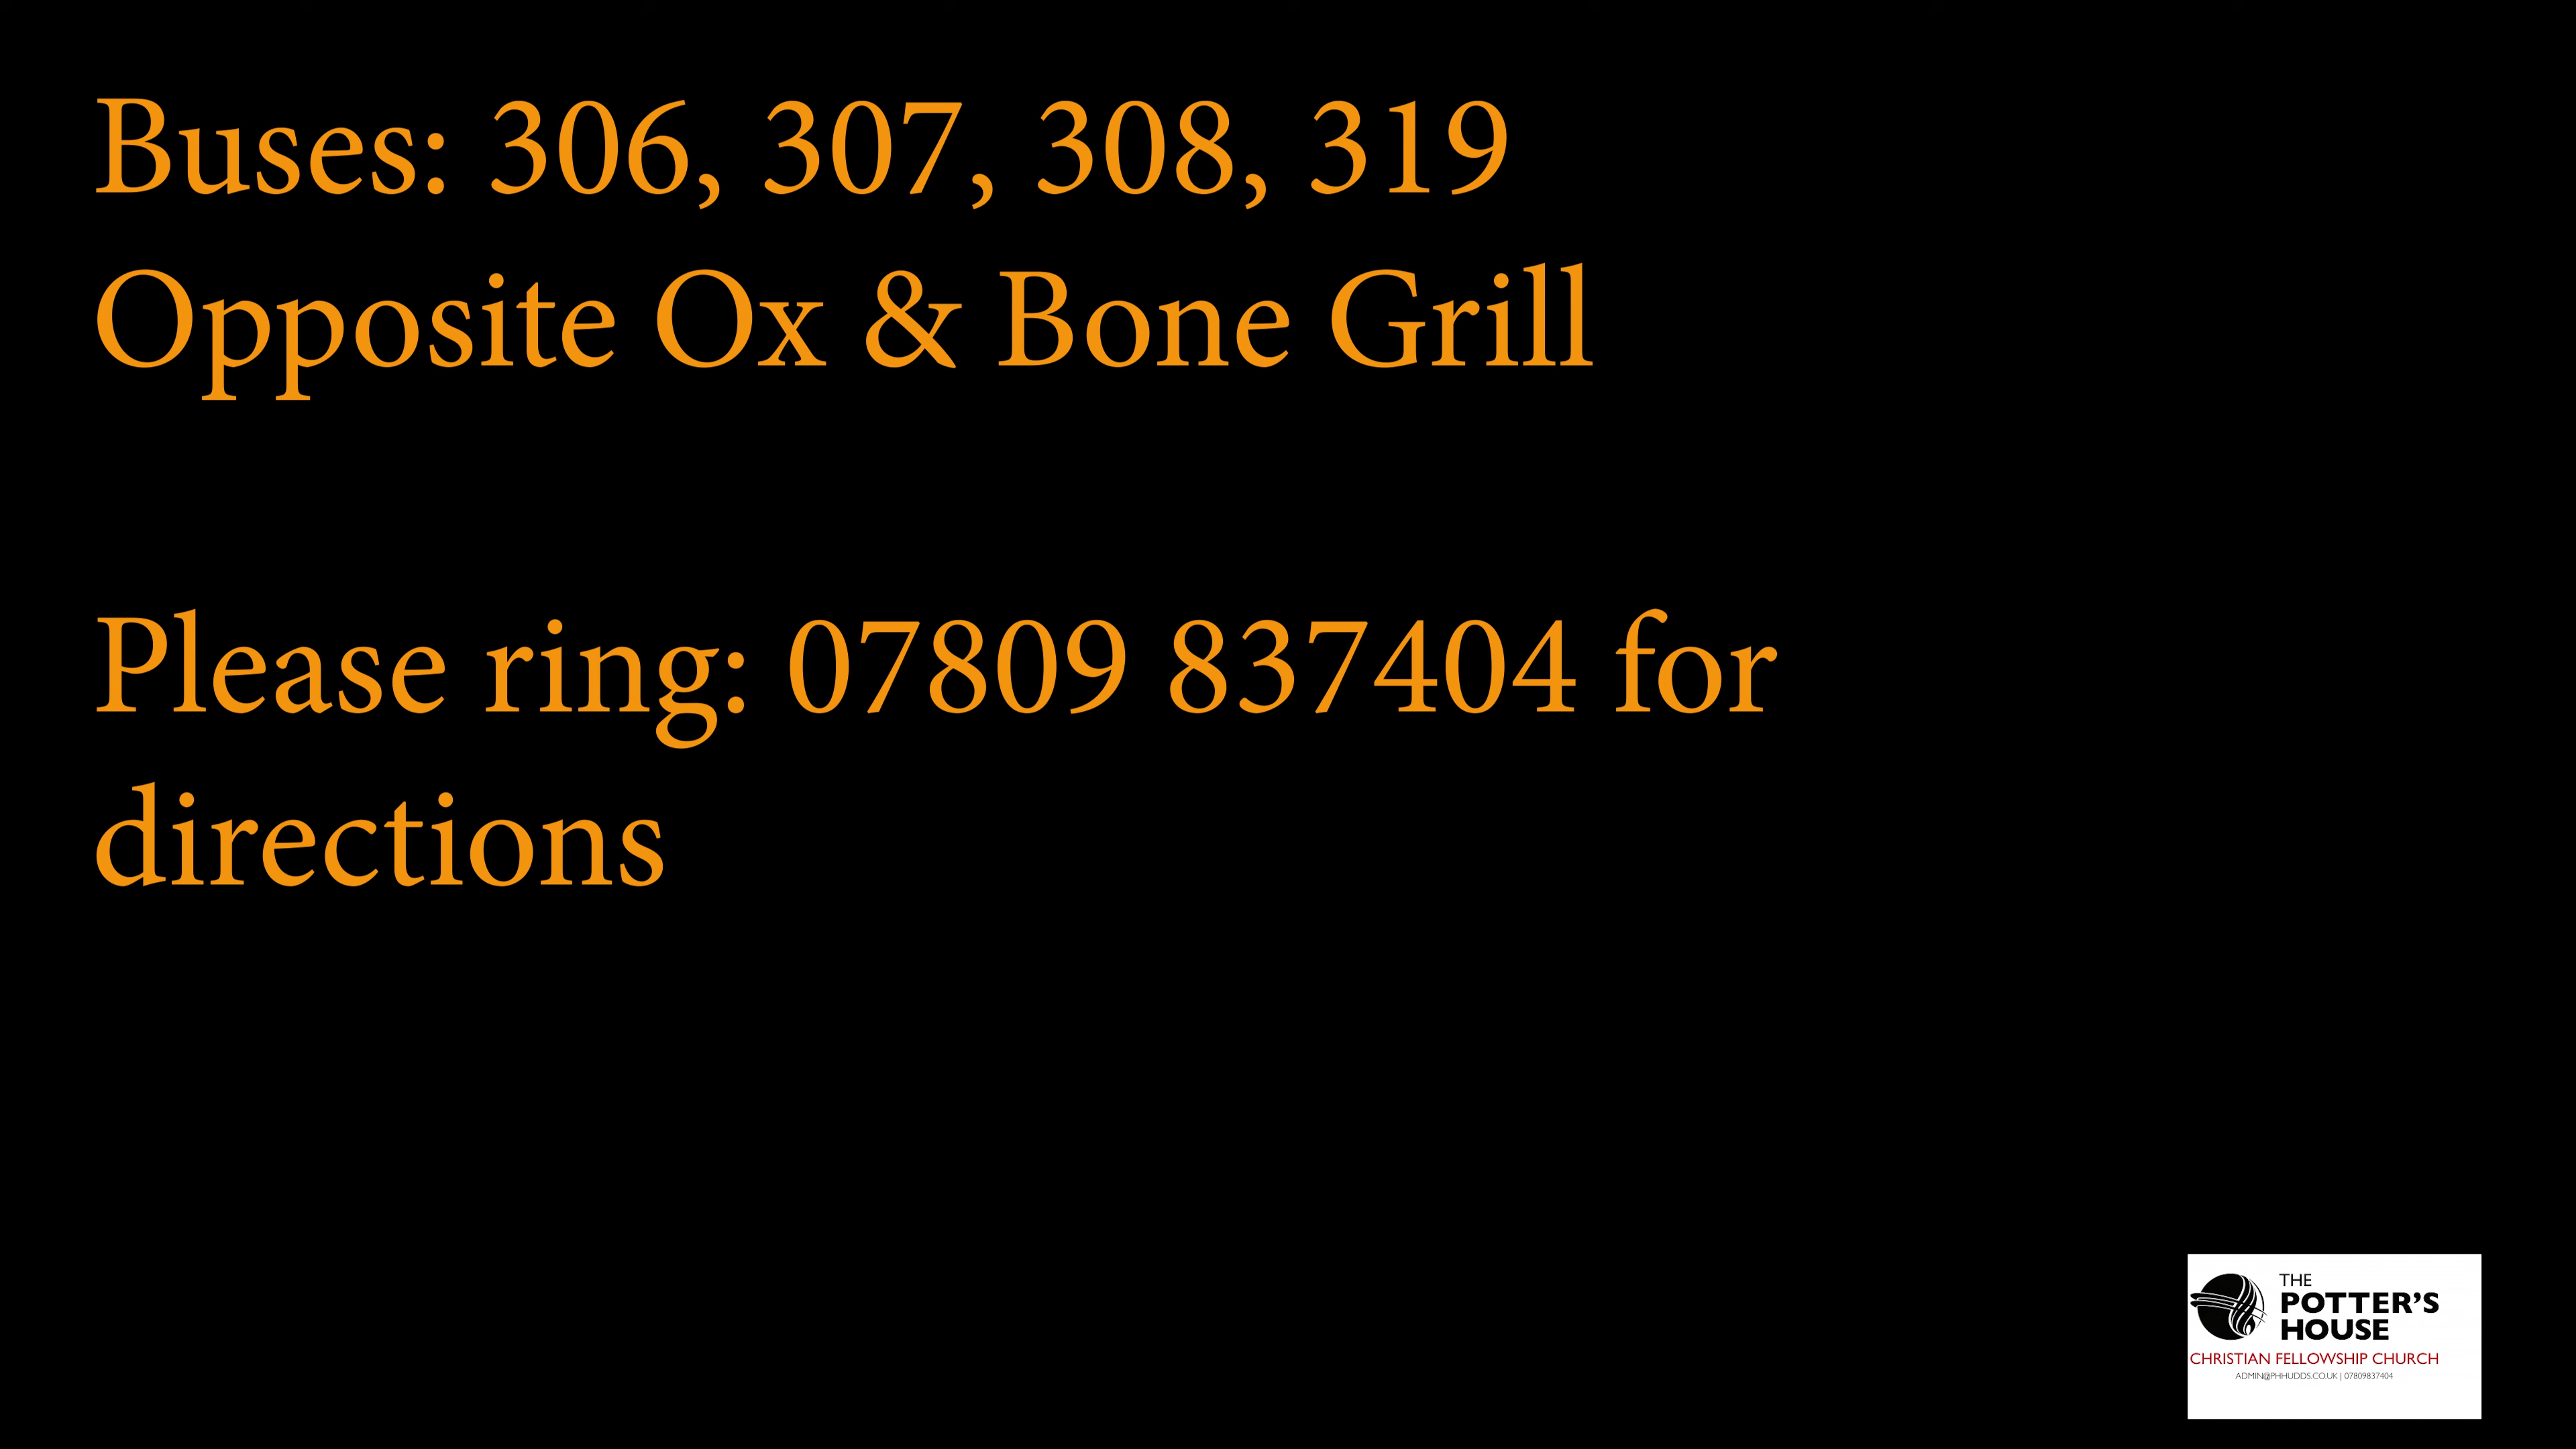 Buses: 306, 307, 308, 319
Opposite Ox & Bone Grill
Please ring: 07809 837404 for
directions
THE
POTTER’S
HOUSE
CHRISTIAN FELLOWSHIP CHURCH
ADMIN@PHHUDDS.CO.UK | 07809837404